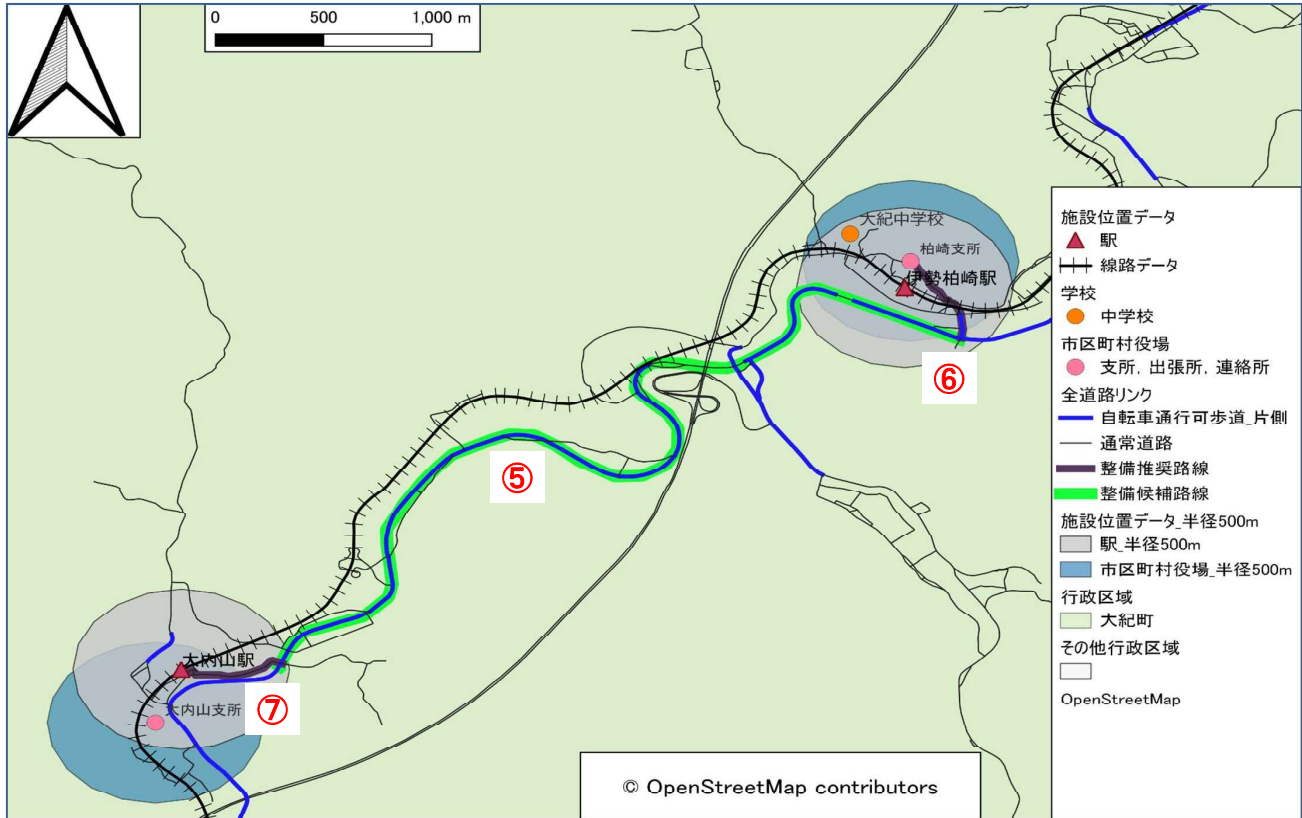 0 500 1,000 m
大紀中学校
柏崎支所
伊勢柏崎駅
⑥
⑤
大内山駅
大内山支所
⑦
施設位置データ
駅
線路データ
学校
中学校
市区町村役場
支所, 出張所, 連絡所
全道路リンク
自転車通行可歩道_片側
通常道路
整備推奨路線
整備候補路線
施設位置データ_半径500m
駅_半径500m
市区町村役場_半径500m
行政区域
大紀町
その他行政区域
OpenStreetMap
© OpenStreetMap contributors